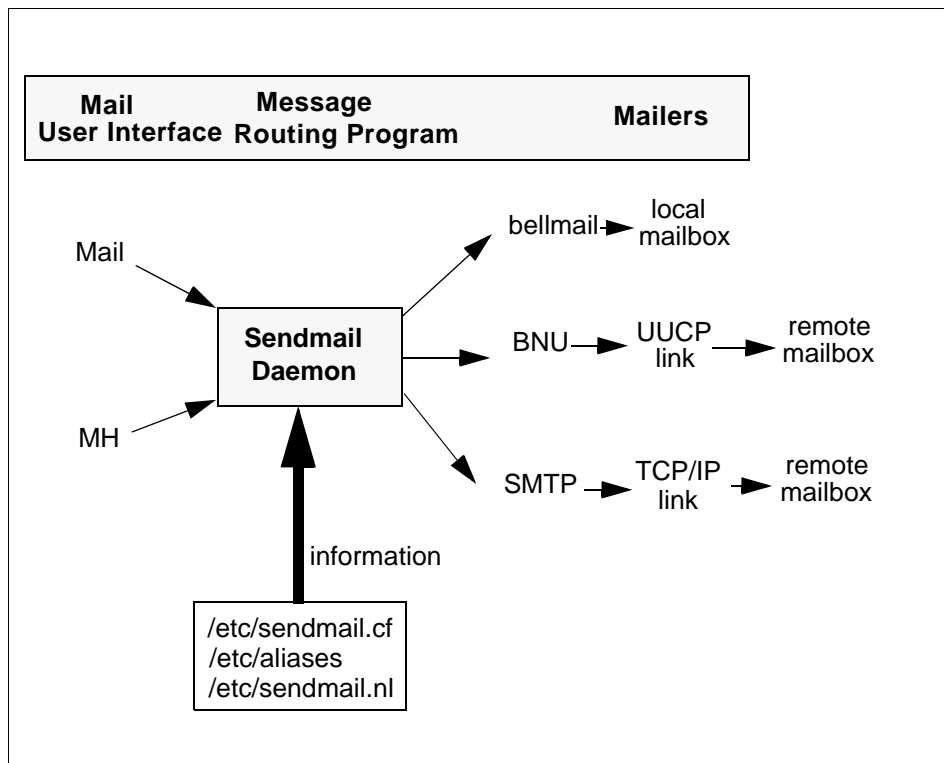 Mail
User Interface
Message
Routing Program
Mailers
Mail
MH
Sendmail
Daemon
bellmail
local
mailbox
BNU
UUCP
link
remote
mailbox
SMTP
TCP/IP
link
remote
mailbox
information
/etc/sendmail.cf
/etc/aliases
/etc/sendmail.nl